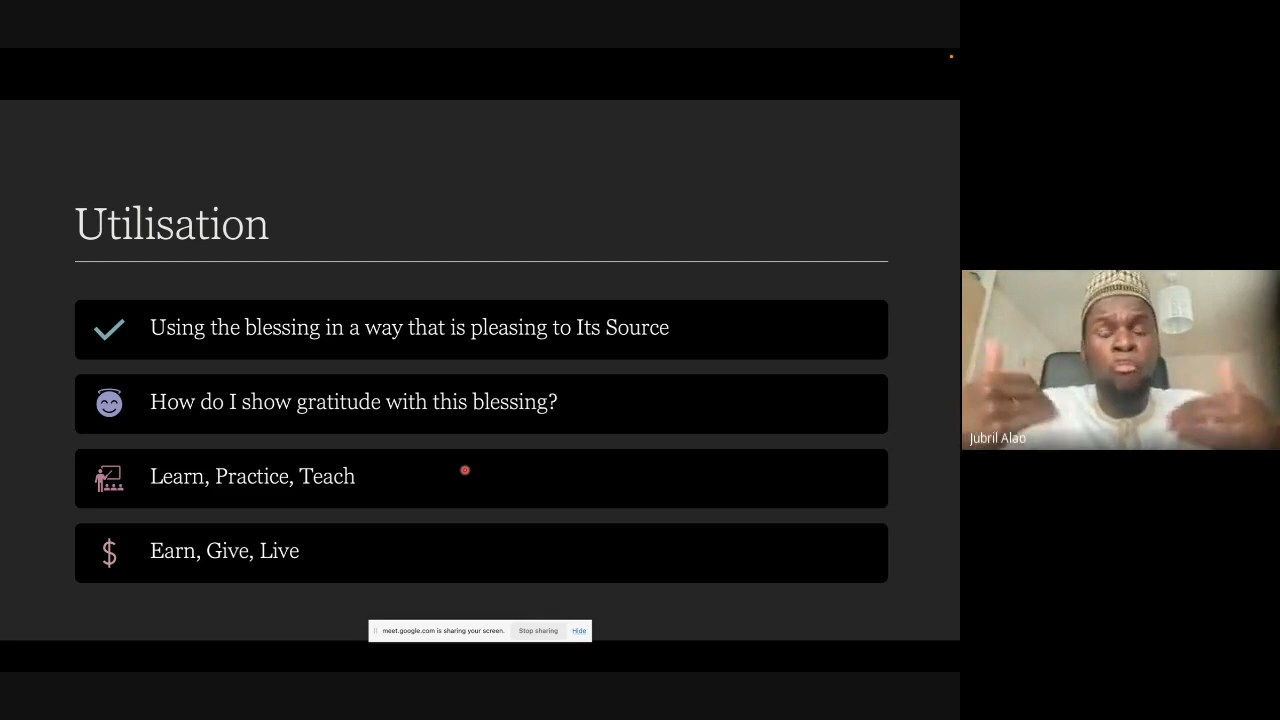 Utilisation
Using the blessing in a way that is pleasing to Its Source
How do I show gratitude with this blessing?
Learn, Practice, Teach
$ Earn, Give, Live
meet.google.com is sharing your screen. Stop sharing Hide
Jubril Alao